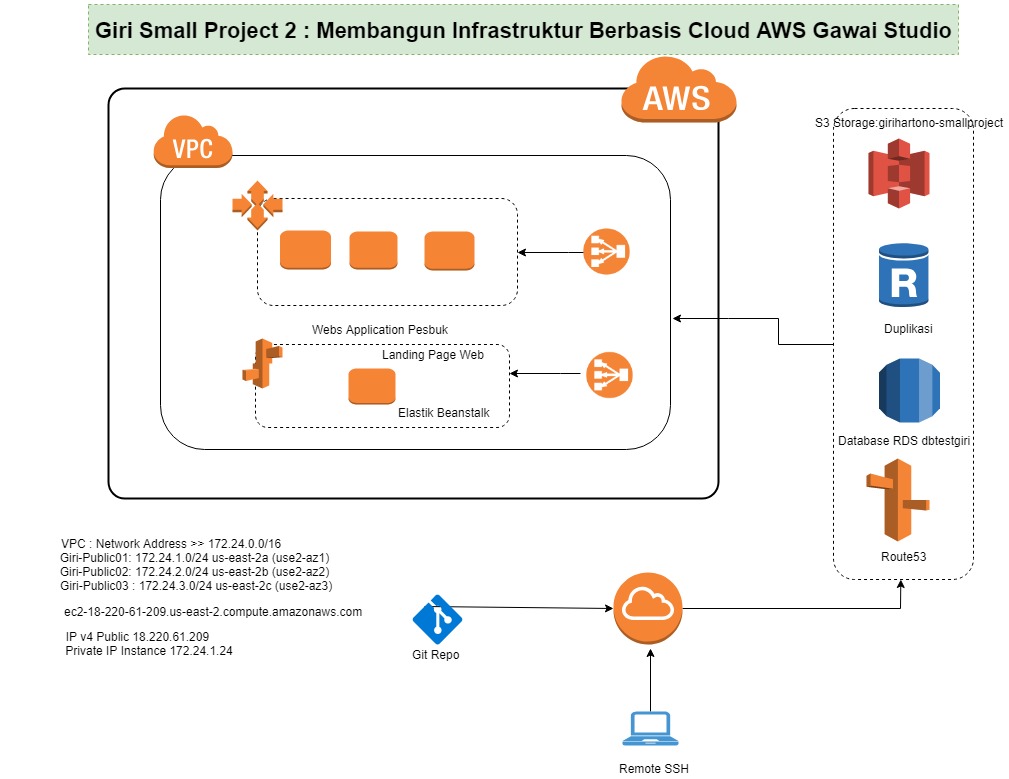 Giri Small Project 2 : Membangun Infrastruktur Berbasis Cloud AWS Gawai Studio
AWS
VPC
S3 Storage:girihartono-smallproject
R
Duplikasi
Webs Application Pesbuk
Landing Page Web
Elastik Beanstalk
Database RDS dbtestgiri
Route53
VPC : Network Address >> 172.24.0.0/16
Giri-Public01: 172.24.1.0/24 us-east-2a (use2-az1)
Giri-Public02: 172.24.2.0/24 us-east-2b (use2-az2)
Giri-Public03 : 172.24.3.0/24 us-east-2c (use2-az3)
ec2-18-220-61-209.us-east-2.compute.amazonaws.com
IP v4 Public 18.220.61.209
Private IP Instance 172.24.1.24
Git Repo
Remote SSH